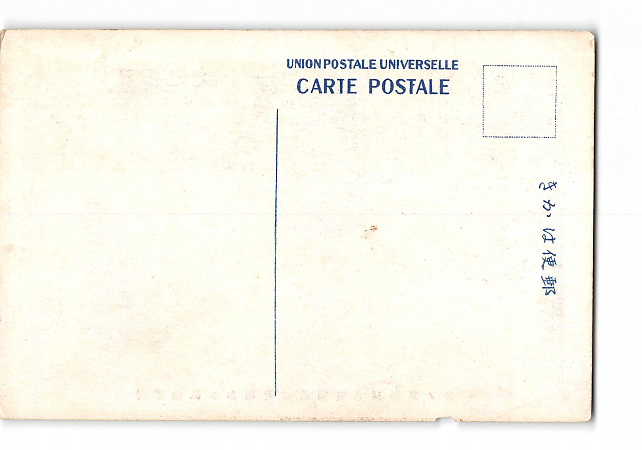 UNION POSTALE UNIVERSELLE
CARTE POSTALE
きかは便郵